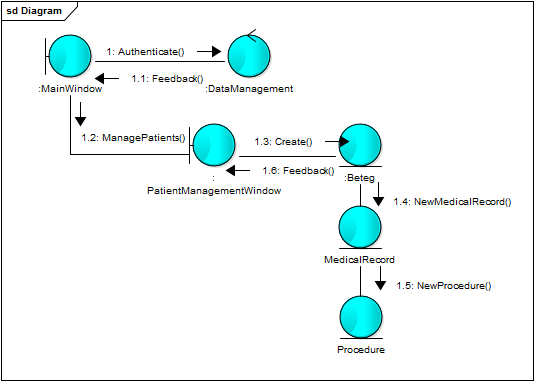 sd Diagram
1: Authenticate()
1.1: Feedback()
:MainWindow
:DataManagement
1.2: ManagePatients()
1.3: Create()
1.6: Feedback()
:
PatientManagementWindow
:Beteg
1.4: NewMedicalRecord()
MedicalRecord
1.5: NewProcedure()
Procedure